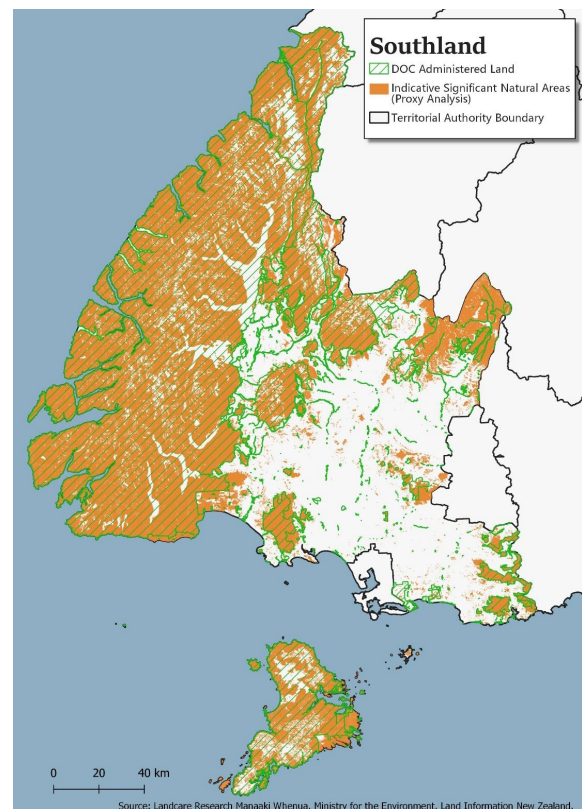 Southland
DOC Administered Land
Indicative Significant Natural Areas
(Proxy Analysis)
Territorial Authority Boundary
0 20 40 km
Source: Landcare Research Manaaki Whenua, Ministry for the Environment, Land Information New Zealand